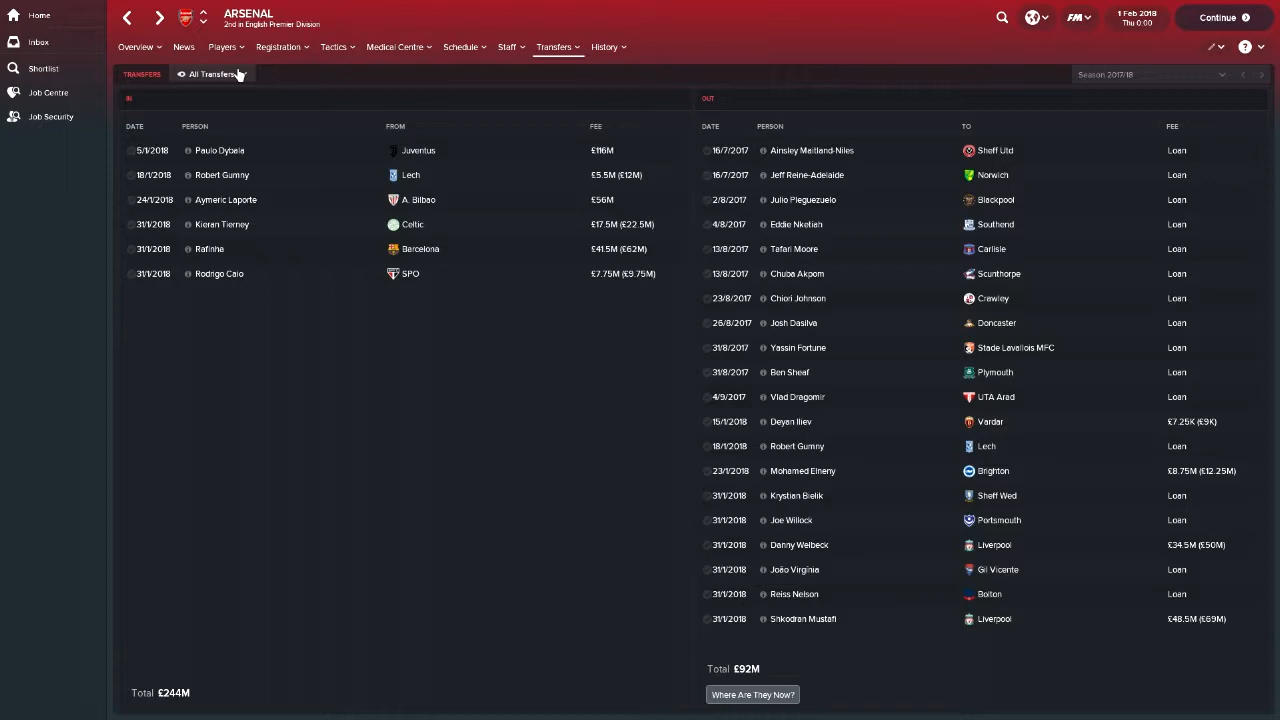 Home
Inbox
Shortlist
Job Centre
Job Security
ARSENAL
2nd in English Premier Division
FM
1 Feb 2018
Thu 0:00
Continue
Overview News Players Registration Tactics Medical Centre Schedule Staff Transfers History
?
TRANSFERS All Transfers
Season 2017/18
IN
DATE PERSON FROM FEE
5/1/2018 Paulo Dybala Juventus £116M
18/1/2018 Robert Gumny Lech £5.5M (£12M)
24/1/2018 Aymeric Laporte A. Bilbao £56M
31/1/2018 Kieran Tierney Celtic £17.5M (£22.5M)
31/1/2018 Rafinha Barcelona £41.5M (£62M)
31/1/2018 Rodrigo Caio SPO £7.75M (£9.75M)
Total £244M
OUT
DATE PERSON TO FEE
16/7/2017 Ainsley Maitland-Niles Sheff Utd Loan
16/7/2017 Jeff Reine-Adelaide Norwich Loan
2/8/2017 Julio Pleguezuelo Blackpool Loan
4/8/2017 Eddie Nketiah Southend Loan
13/8/2017 Tafari Moore Carlisle Loan
13/8/2017 Chuba Akpom Scunthorpe Loan
23/8/2017 Chiori Johnson Crawley Loan
26/8/2017 Josh Dasilva Doncaster Loan
31/8/2017 Yassin Fortune Stade Lavallois MFC Loan
31/8/2017 Ben Sheaf Plymouth Loan
4/9/2017 Vlad Dragomir UTA Arad Loan
15/1/2018 Deyan Iliev Vardar £7.25K (£9K)
18/1/2018 Robert Gumny Lech Loan
23/1/2018 Mohamed Elneny Brighton £8.75M (£12.25M)
31/1/2018 Krystian Bielik Sheff Wed Loan
31/1/2018 Joe Willock Portsmouth Loan
31/1/2018 Danny Welbeck Liverpool £34.5M (£50M)
31/1/2018 João Virgínia Gil Vicente Loan
31/1/2018 Reiss Nelson Bolton Loan
31/1/2018 Shkodran Mustafi Liverpool £48.5M (£69M)
Total £92M
Where Are They Now?